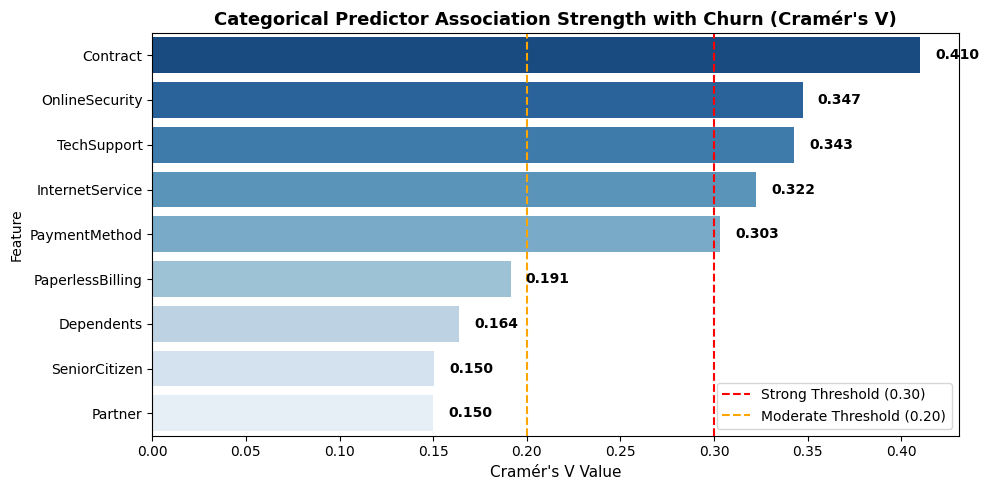 Categorical Predictor Association Strength with Churn (Cramér's V)
Feature
Contract 0.410
OnlineSecurity 0.347
TechSupport 0.343
InternetService 0.322
PaymentMethod 0.303
PaperlessBilling 0.191
Dependents 0.164
SeniorCitizen 0.150
Partner 0.150
Strong Threshold (0.30)
Moderate Threshold (0.20)
0.00 0.05 0.10 0.15 0.20 0.25 0.30 0.35 0.40
Cramér's V Value